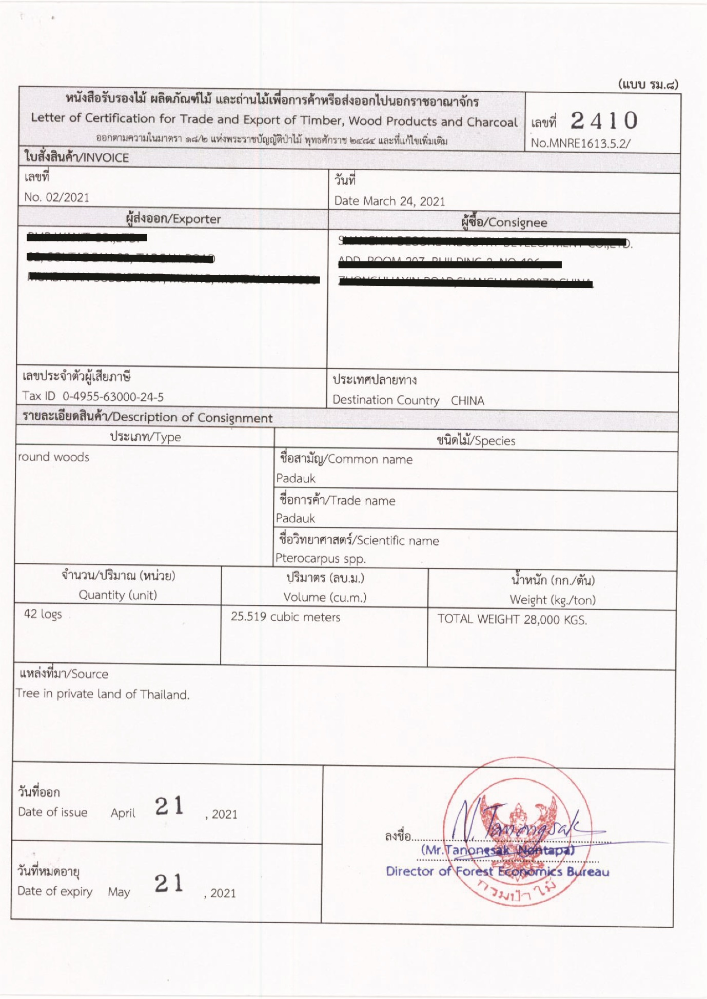 (แบบ รม.๘)
หนังสือรับรองไม้ ผลิตภัณฑ์ไม้ และถ่านไม้เพื่อการค้าหรือส่งออกไปนอกราชอาณาจักร
Letter of Certification for Trade and Export of Timber, Wood Products and Charcoal
ออกตามความในมาตรา ๑๘/๒ แห่งพระราชบัญญัติป่าไม้ พุทธศักราช ๒๔๘๔ และที่แก้ไขเพิ่มเติม
เลขที่ 2410
No.MNRE1613.5.2/
ใบสั่งสินค้า/INVOICE
เลขที่
No. 02/2021
วันที่
Date March 24, 2021
ผู้ส่งออก/Exporter
ผู้ซื้อ/Consignee
เลขประจำตัวผู้เสียภาษี
Tax ID 0-4955-63000-24-5
ประเทศปลายทาง
Destination Country CHINA
รายละเอียดสินค้า/Description of Consignment
ประเภท/Type
ชนิดไม้/Species
round woods
ชื่อสามัญ/Common name
Padauk
ชื่อการค้า/Trade name
Padauk
ชื่อวิทยาศาสตร์/Scientific name
Pterocarpus spp.
จำนวน/ปริมาณ (หน่วย)
Quantity (unit)
ปริมาตร (ลบ.ม.)
Volume (cu.m.)
น้ำหนัก (กก./ตัน)
Weight (kg./ton)
42 logs
25.519 cubic meters
TOTAL WEIGHT 28,000 KGS.
แหล่งที่มา/Source
Tree in private land of Thailand.
วันที่ออก
Date of issue April 21 , 2021
วันที่หมดอายุ
Date of expiry May 21 , 2021
ลงชื่อ.......... N. Tanongsak
(Mr.Tanongsak Nontapa)
Director of Forest Economics Bureau
กรมป่าไม้